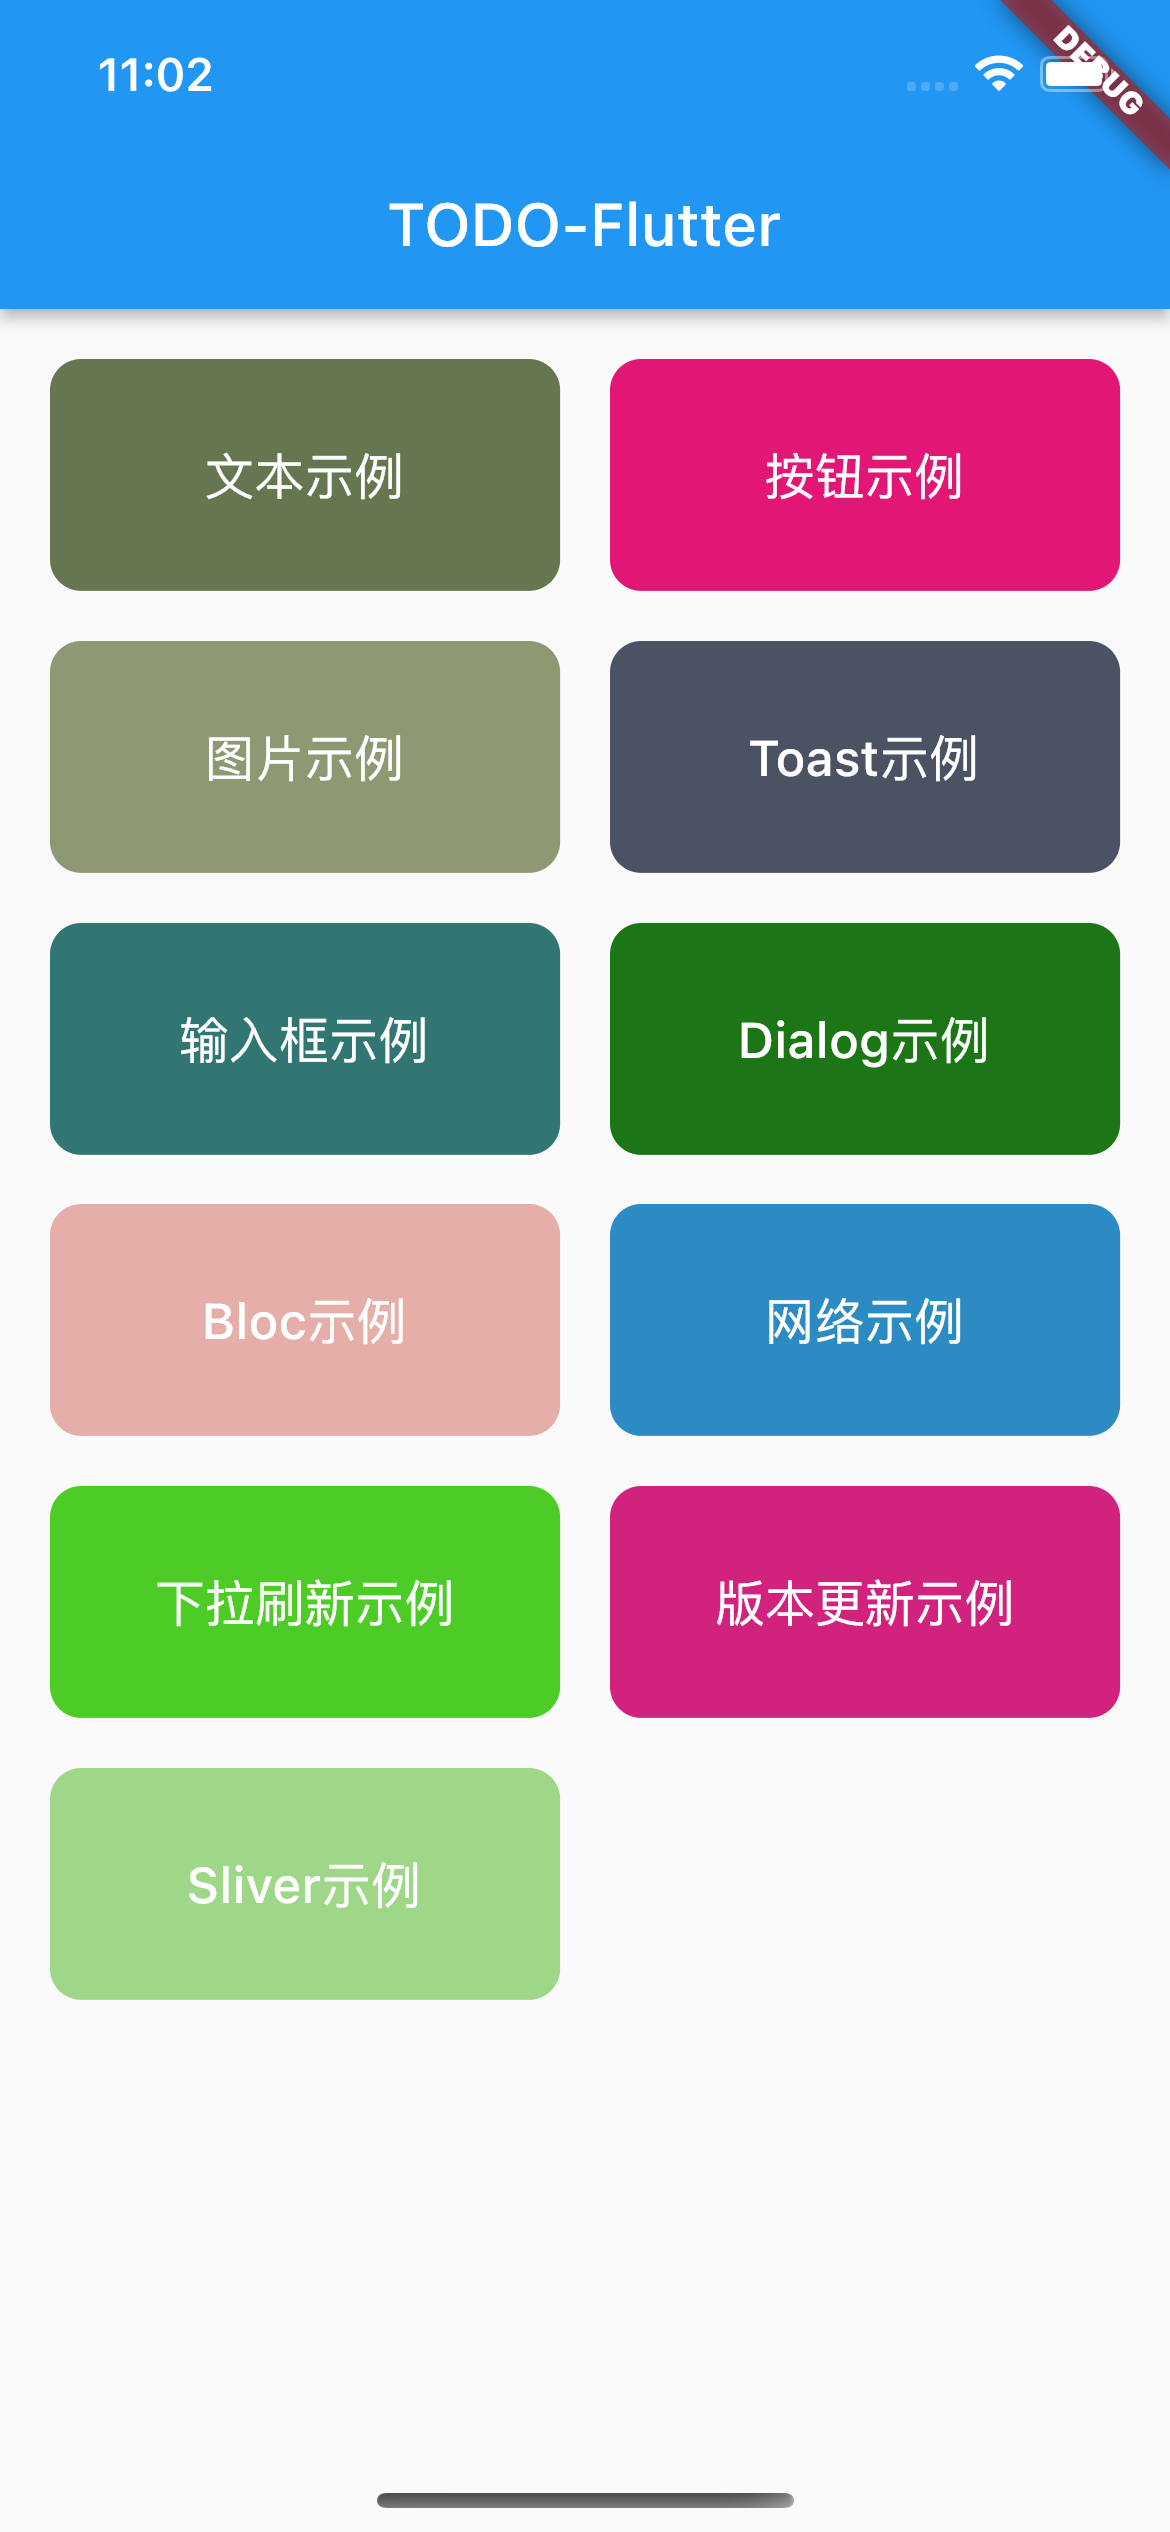 11:02
DEBUG
TODO-Flutter
文本示例
按钮示例
图片示例
Toast示例
输入框示例
Dialog示例
Bloc示例
网络示例
下拉刷新示例
版本更新示例
Sliver示例